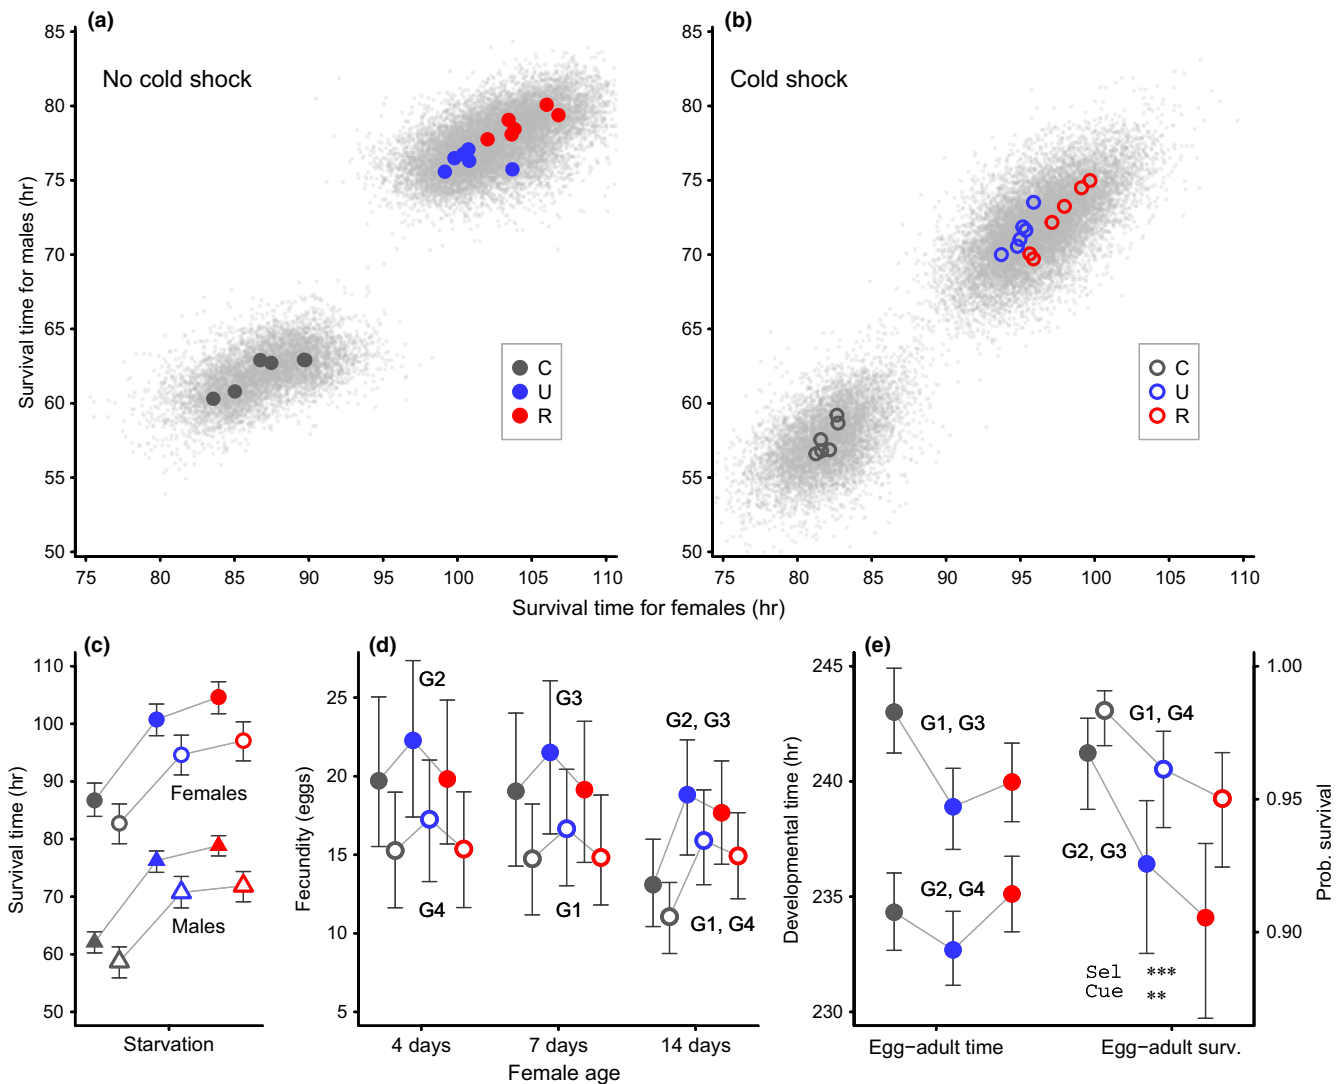 (a)
No cold shock
85
80
75
70
65
60
55
50
Survival time for males (hr)
C
U
R
75 80 85 90 95 100 105 110
(b)
Cold shock
85
80
75
70
65
60
55
50
C
U
R
75 80 85 90 95 100 105 110
Survival time for females (hr)
(c)
110
100
90
80
70
60
50
Survival time (hr)
Females
Males
Starvation
(d)
25
20
15
10
5
Fecundity (eggs)
G2
G4
G3
G1
G2, G3
G1, G4
4 days 7 days 14 days
Female age
(e)
245
240
235
230
Developmental time (hr)
G1, G3
G2, G4
G1, G4
G2, G3
Sel ***
Cue **
1.00
0.95
0.90
Prob. survival
Egg−adult time Egg−adult surv.